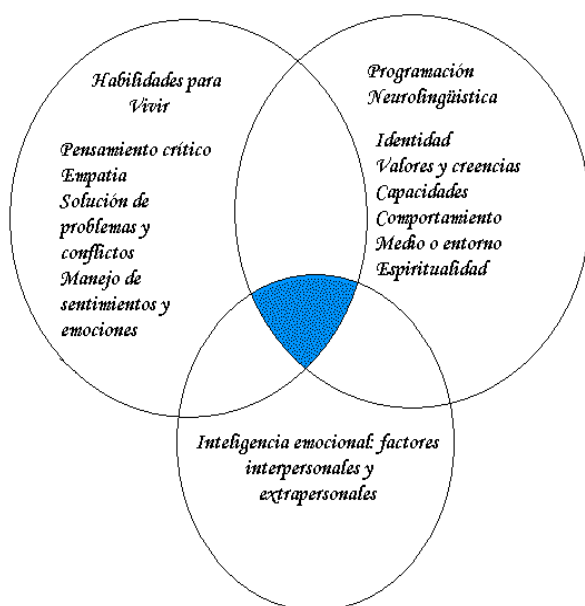 Habilidades para
Vivir
Pensamiento crítico
Empatia
Solución de
problemas y
conflictos
Manejo de
sentimientos y
emociones
Programación
Neurolingüistica
Identidad
Valores y creencias
Capacidades
Comportamiento
Medio o entorno
Espiritualidad
Inteligencia emocional: factores
interpersonales y
extrapersonales